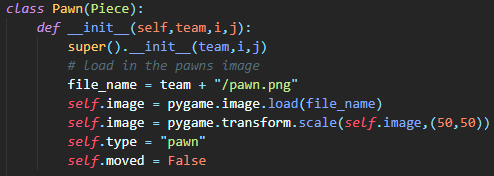 class Pawn(Piece):
    def __init__(self,team,i,j):
        super().__init__(team,i,j)
        # load in the pawns image
        file_name = team + "/pawn.png"
        self.image = pygame.image.load(file_name)
        self.image = pygame.transform.scale(self.image,(50,50))
        self.type = "pawn"
        self.moved = False